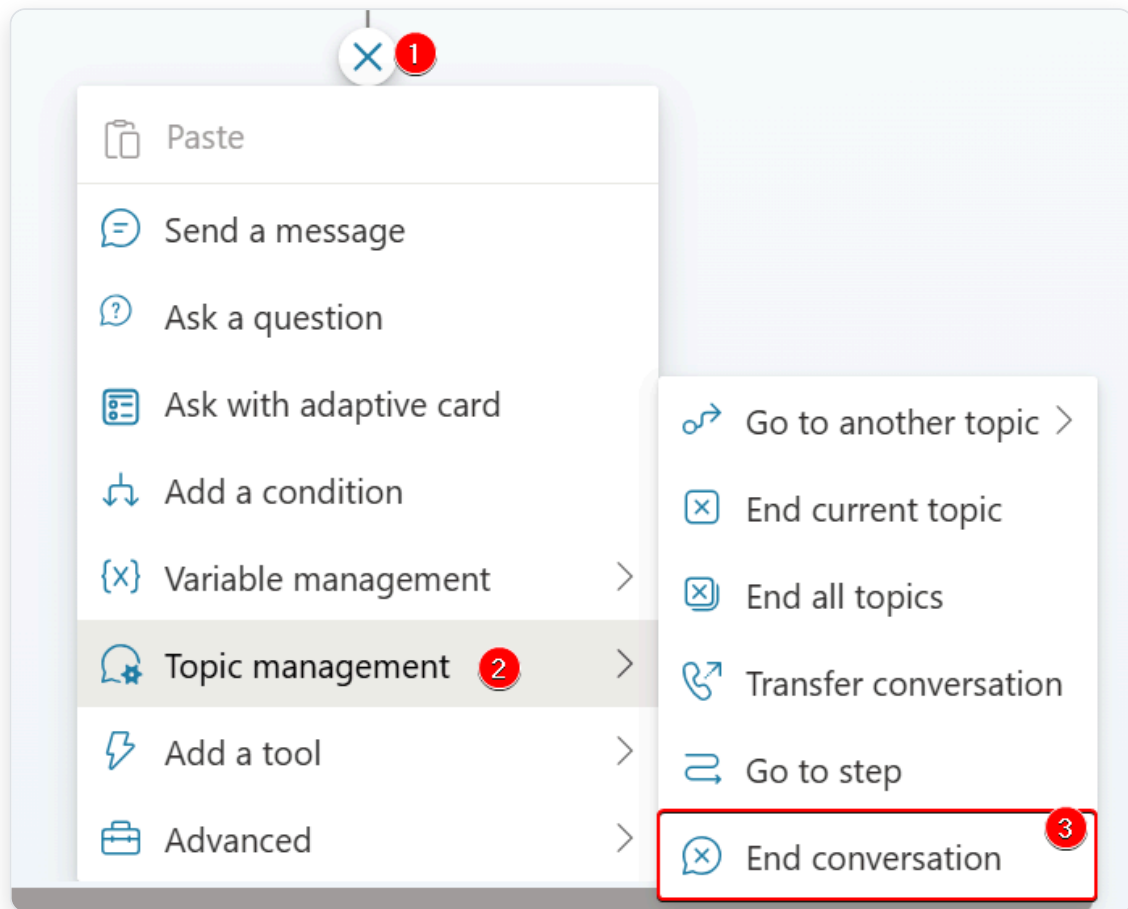 1
Paste
Send a message
Ask a question
Ask with adaptive card
Add a condition
Variable management
Topic management 2
Add a tool
Advanced
Go to another topic
End current topic
End all topics
Transfer conversation
Go to step
End conversation 3